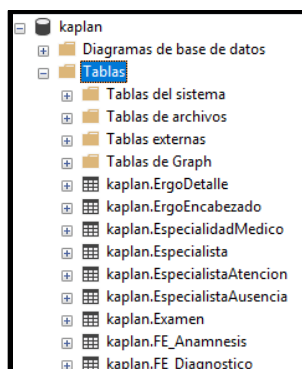 kaplan
Diagramas de base de datos
Tablas
Tablas del sistema
Tablas de archivos
Tablas externas
Tablas de Graph
kaplan.ErgoDetalle
kaplan.ErgoEncabezado
kaplan.EspecialidadMedico
kaplan.Especialista
kaplan.EspecialistaAtencion
kaplan.EspecialistaAusencia
kaplan.Examen
kaplan.FE_Anamnesis
kaplan.FE_Diagnostico